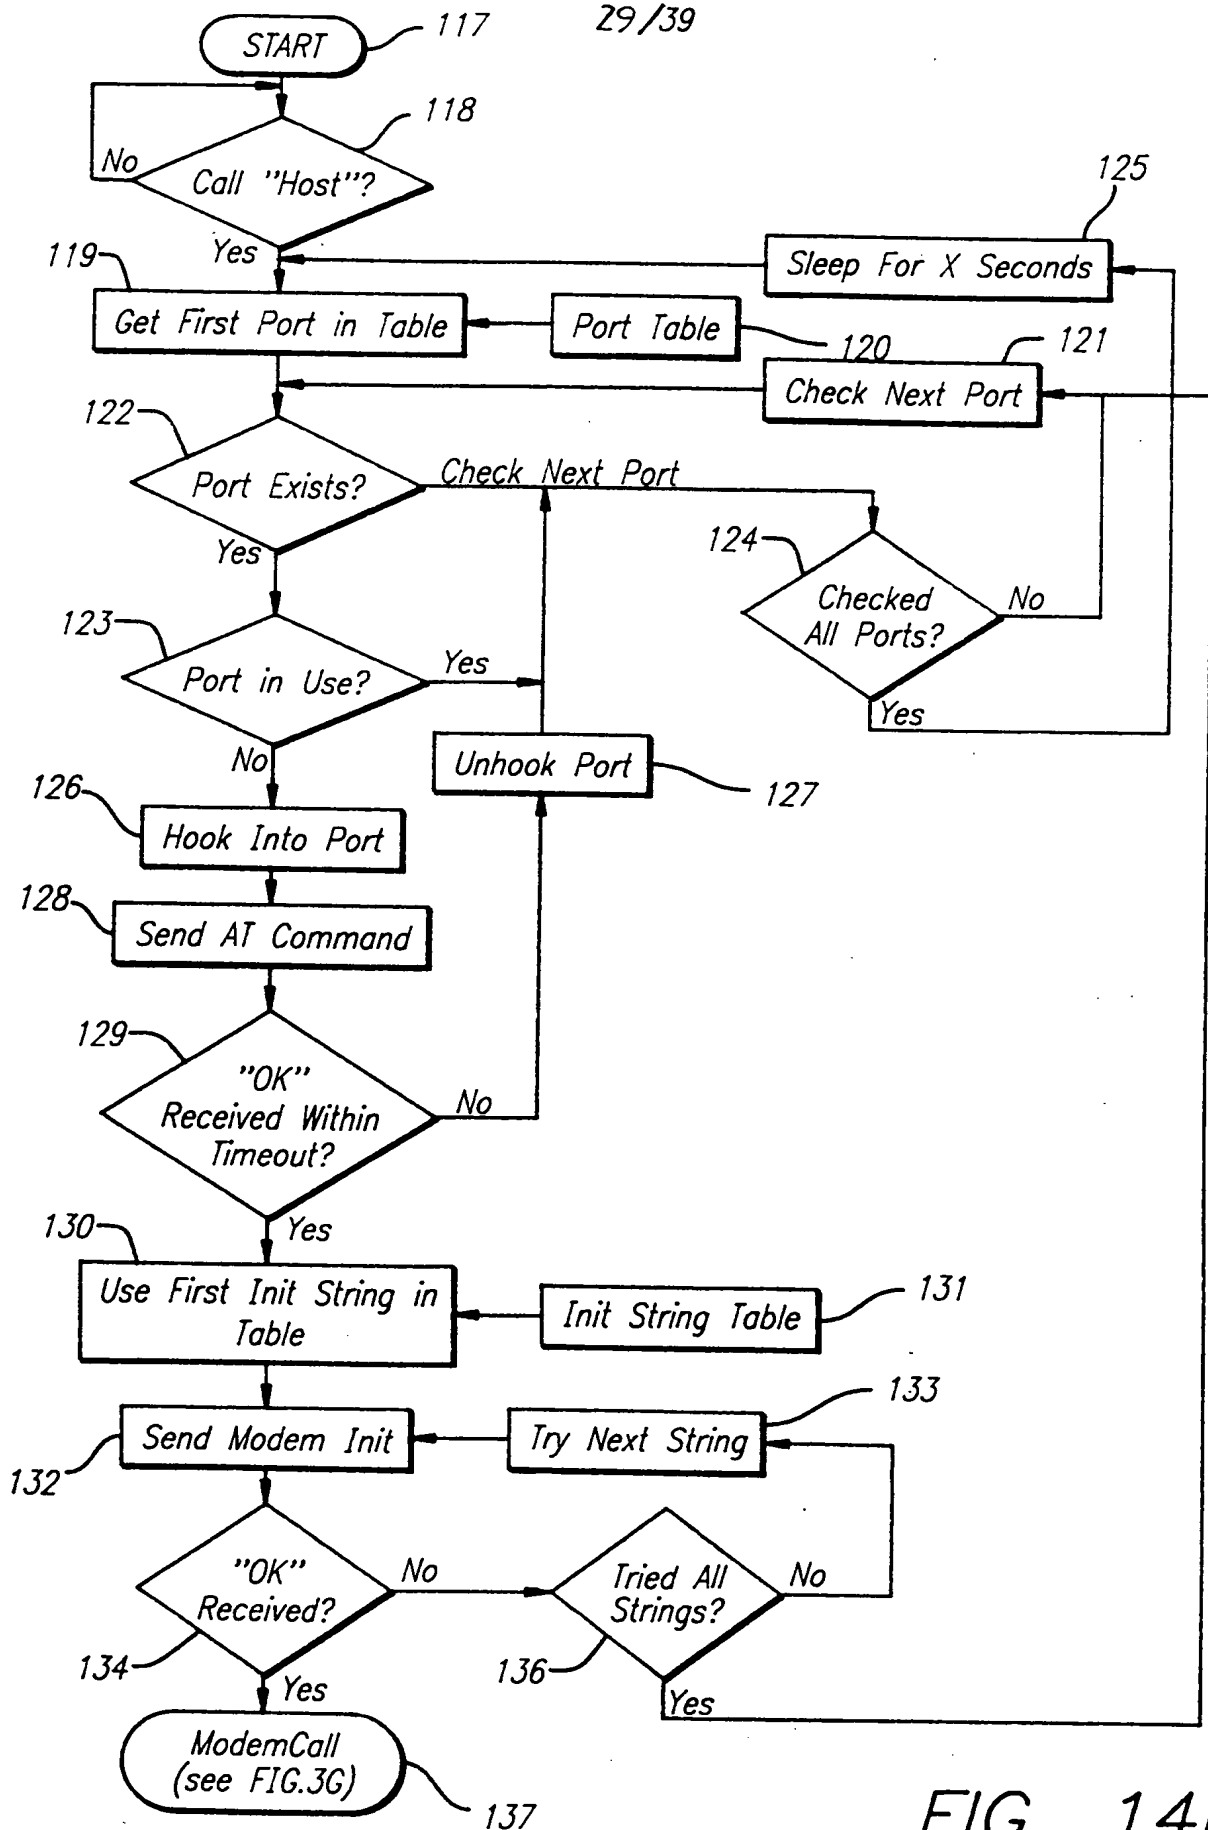 29/39
START
117
118
No
Call "Host"?
125
Yes
119
Sleep For X Seconds
Get First Port in Table
Port Table
120
121
Check Next Port
122
Port Exists?
Check Next Port
Yes
124
Checked
All Ports?
No
Yes
123
Port in Use?
Yes
No
Unhook Port
127
126
Hook Into Port
128
Send AT Command
129
"OK"
Received Within
Timeout?
No
Yes
130
Use First Init String in
Table
Init String Table
131
133
Send Modem Init
Try Next String
132
"OK"
Received?
No
Tried All
Strings?
No
134
136
Yes
Yes
ModemCall
(see FIG.3G)
137
FIG. 14